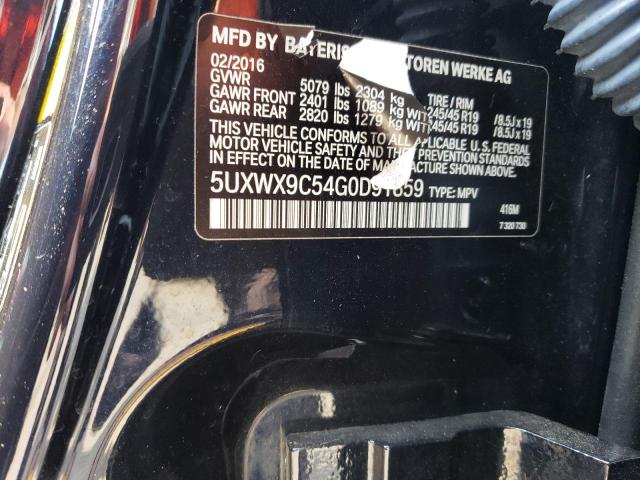 MFD BY BAYERIS TOREN WERKE AG
02/2016
GVWR 5079 lbs 2304 kg TIRE / RIM
GAWR FRONT 2401 lbs 1089 kg WIT 245/45 R19 / 8.5J x 19
GAWR REAR 2820 lbs 1279 kg WIT 245/45 R19 / 8.5J x 19
THIS VEHICLE CONFORMS TO ALL APPLICABLE U.S. FEDERAL
MOTOR VEHICLE SAFETY AND THEFT PREVENTION
STANDARDS IN EFFECT ON THE
DATE OF MANUFACTURE SHOWN ABOVE.
TYPE: MPV
416M
7 320 730